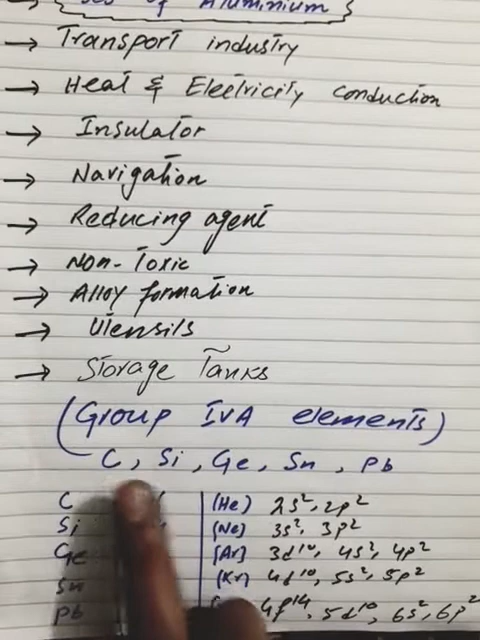 of Aluminium
→ Transport industry
→ Heat & Electricity conduction
→ Insulator
→ Navigation
→ Reducing agent
→ Non-Toxic
→ Alloy formation
→ Utensils
→ Storage Tanks
(Group IVA elements)
C, Si, Ge, Sn, Pb
C [He] 2s², 2p²
Si [Ne] 3s², 3p²
Ge [Ar] 3d¹⁰, 4s², 4p²
Sn [Kr] 4d¹⁰, 5s², 5p²
Pb 4f¹⁴, 5d¹⁰, 6s², 6p²